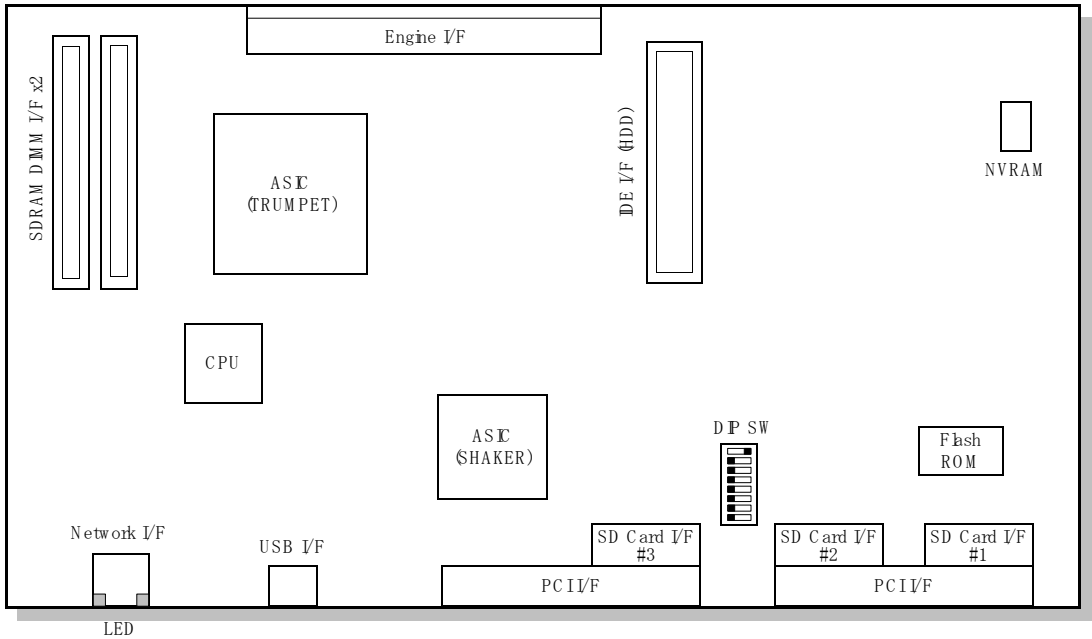 Engine I/F
SDRAM DIMM I/F x2
ASIC
(TRUMPET)
IDE I/F (HDD)
NVRAM
CPU
ASIC
(SHAKER)
DIP SW
Flash
ROM
Network I/F
USB I/F
SD Card I/F
#3
SD Card I/F
#2
SD Card I/F
#1
PCI I/F
PCI I/F
LED